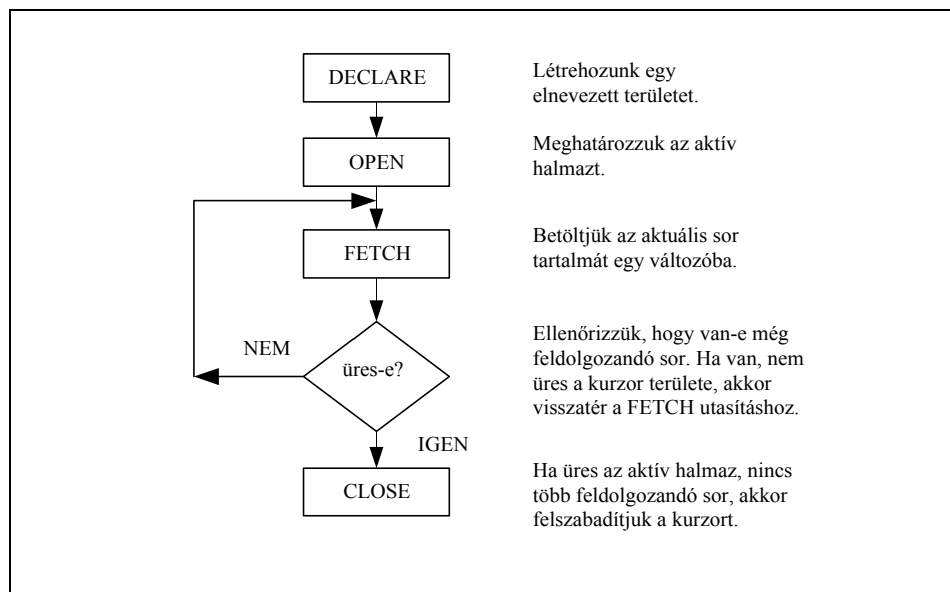 DECLARE
Létrehozunk egy
elnevezett területet.
OPEN
Meghatározzuk az aktív
halmazt.
FETCH
Betöltjük az aktuális sor
tartalmát egy változóba.
NEM
üres-e?
Ellenőrizzük, hogy van-e még
feldolgozandó sor. Ha van, nem
üres a kurzor területe, akkor
visszatér a FETCH utasításhoz.
IGEN
CLOSE
Ha üres az aktív halmaz, nincs
több feldolgozandó sor, akkor
felszabadítjuk a kurzort.